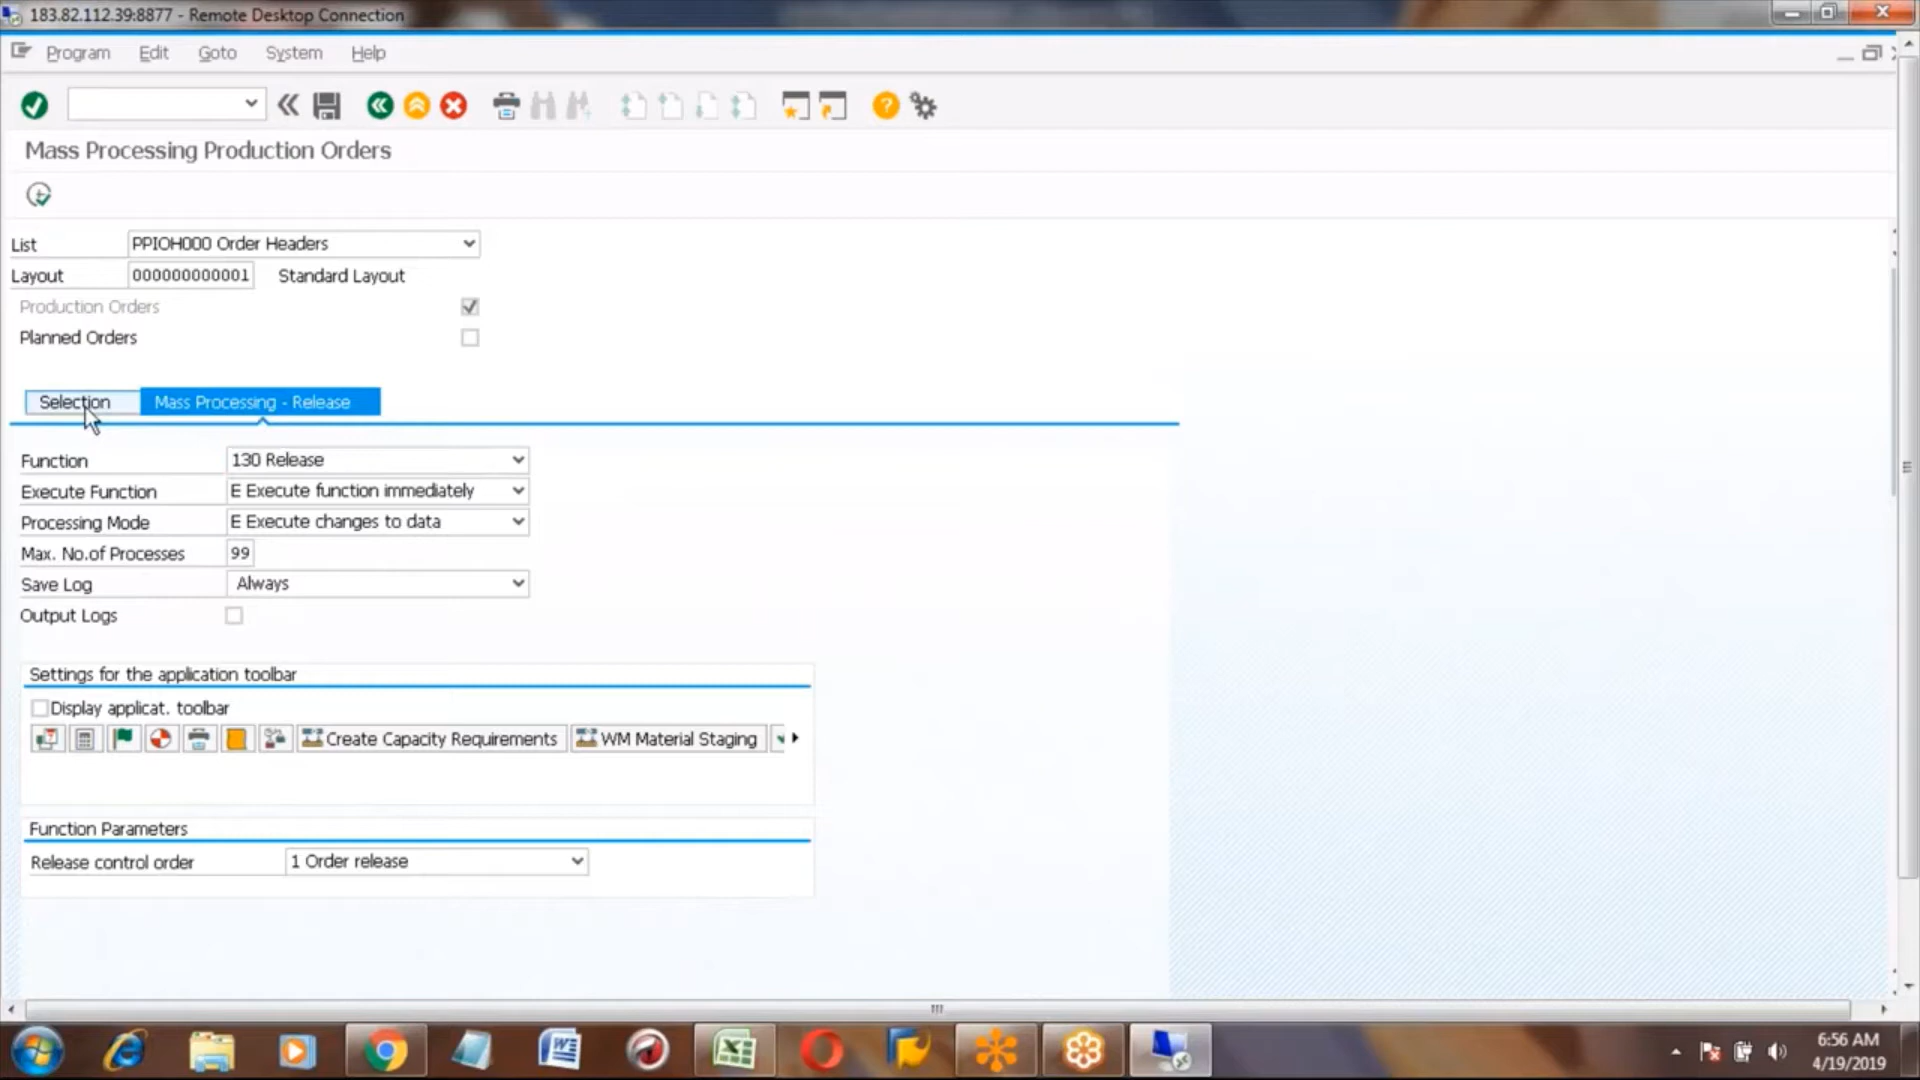 183.82.112.39:8877 - Remote Desktop Connection
Program Edit Goto System Help
Mass Processing Production Orders
List PPIOH000 Order Headers
Layout 000000000001 Standard Layout
Production Orders
Planned Orders
Selection Mass Processing - Release
Function 130 Release
Execute Function E Execute function immediately
Processing Mode E Execute changes to data
Max. No.of Processes 99
Save Log Always
Output Logs
Settings for the application toolbar
Display applicat. toolbar
Create Capacity Requirements WM Material Staging
Function Parameters
Release control order 1 Order release
6:56 AM
4/19/2019